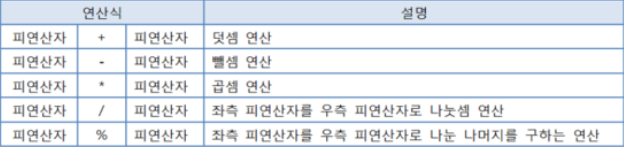 연산식 설명
피연산자 + 피연산자 덧셈 연산
피연산자 - 피연산자 뺄셈 연산
피연산자 * 피연산자 곱셈 연산
피연산자 / 피연산자 좌측 피연산자를 우측 피연산자로 나눗셈 연산
피연산자 % 피연산자 좌측 피연산자를 우측 피연산자로 나눈 나머지를 구하는 연산